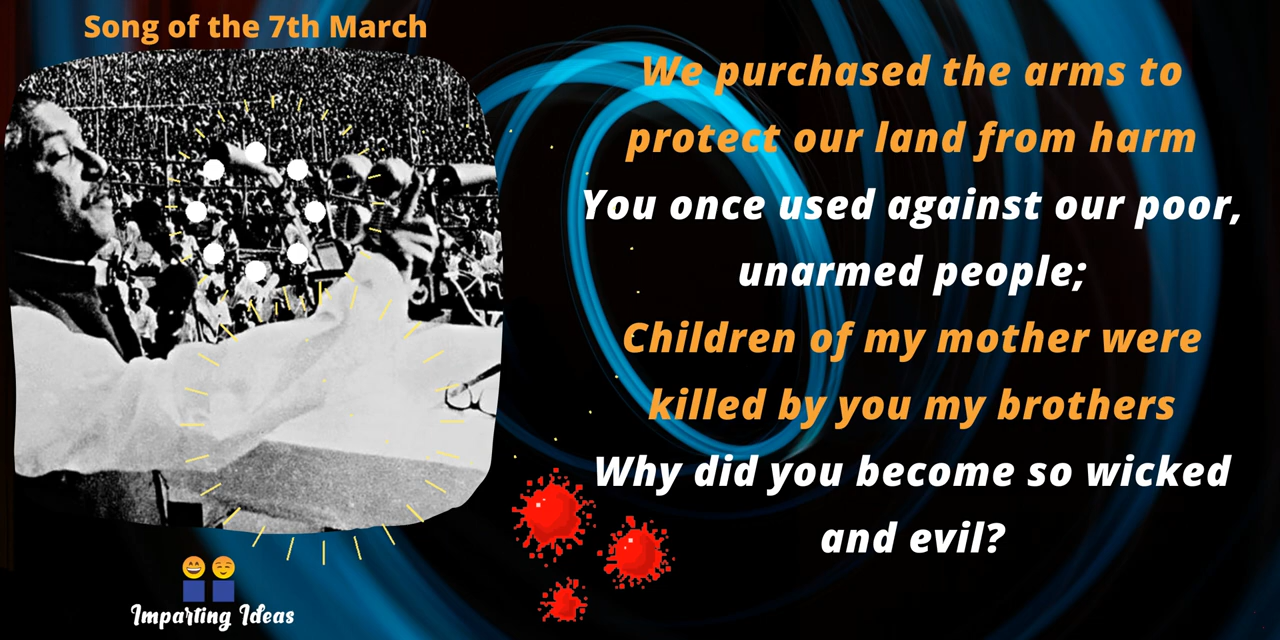 Song of the 7th March
We purchased the arms to
protect our land from harm
You once used against our poor,
unarmed people;
Children of my mother were
killed by you my brothers
Why did you become so wicked
and evil?
Imparting Ideas